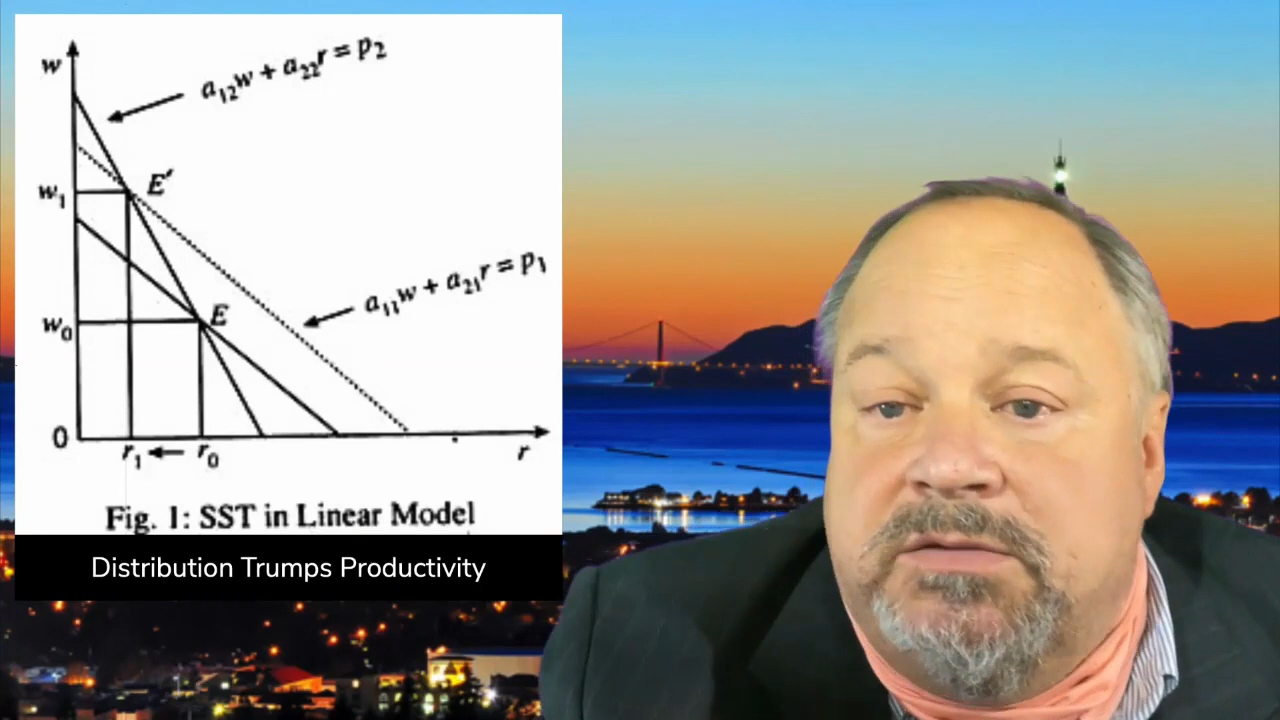 w
a₁₂w + a₂₂r = p₂
w₁
E′
a₁₁w + a₂₁r = p₁
w₀
E
0
r₁ r₀ r
Fig. 1: SST in Linear Model
Distribution Trumps Productivity